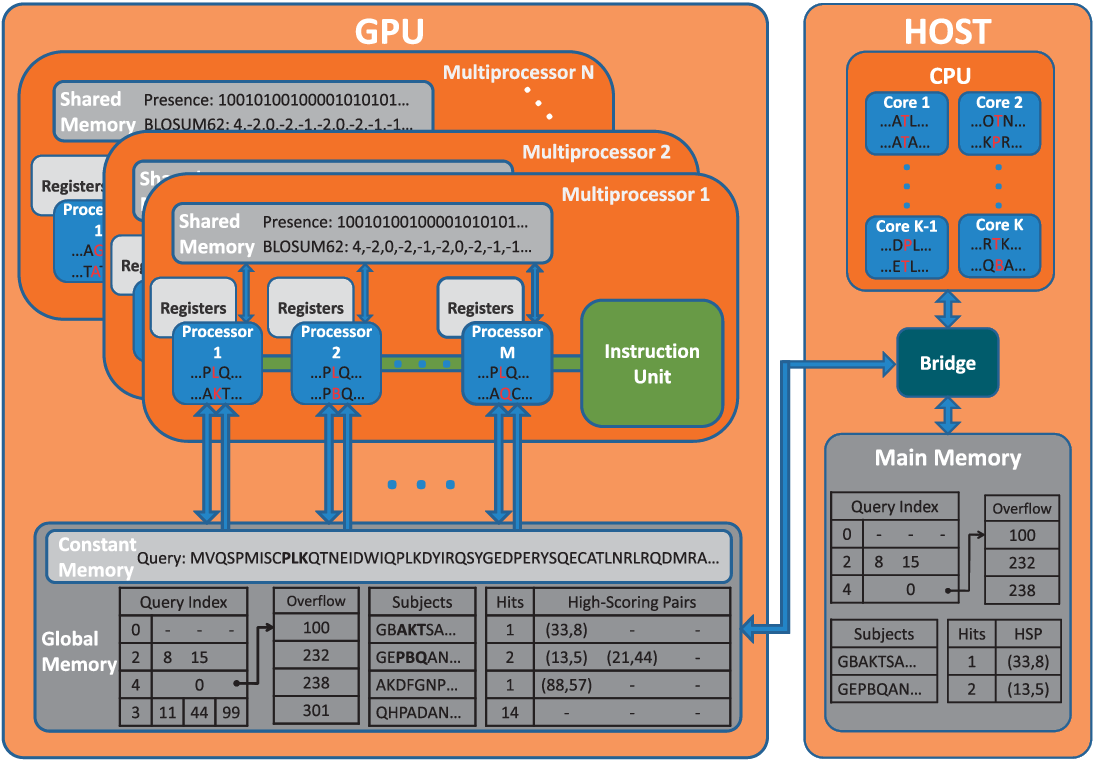 GPU
Multiprocessor N
Shared Memory
Presence: 10010100100001010101...
BLOSUM62: 4,-2,0,-2,-1,-2,0,-2,-1,-1...
Registers
Processor
1
...A
Multiprocessor 2
Multiprocessor 1
Shared Memory
Presence: 10010100100001010101...
BLOSUM62: 4,-2,0,-2,-1,-2,0,-2,-1,-1...
Registers
Registers
Registers
Processor
1
...PLQ...
...AKT...
Processor
2
...PLQ...
...PBQ...
Processor
M
...PLQ...
...AQC...
Instruction
Unit
Constant Memory
Query: MVQSPMISCPLKQTNEIDWIQPLKDYIRQSYGEDPERYSQECATLNRLRQDMRA...
Global Memory
Query Index
0 - - -
2 8 15
4 0
3 11 44 99
Overflow
100
232
238
301
Subjects
GBAKTSA...
GEPBQAN...
AKDFGNP...
QHPADAN...
Hits High-Scoring Pairs
1 (33,8) - -
2 (13,5) (21,44) -
1 (88,57) - -
14 - - -
HOST
CPU
Core 1
...ATL...
...ATA...
Core 2
...OTN...
...KPR...
Core K-1
...DPL...
...ETL...
Core K
...RTK...
...QBA...
Bridge
Main Memory
Query Index
0 - - -
2 8 15
4 0
Overflow
100
232
238
Subjects
GBAKTSA...
GEPBQAN...
Hits HSP
1 (33,8)
2 (13,5)